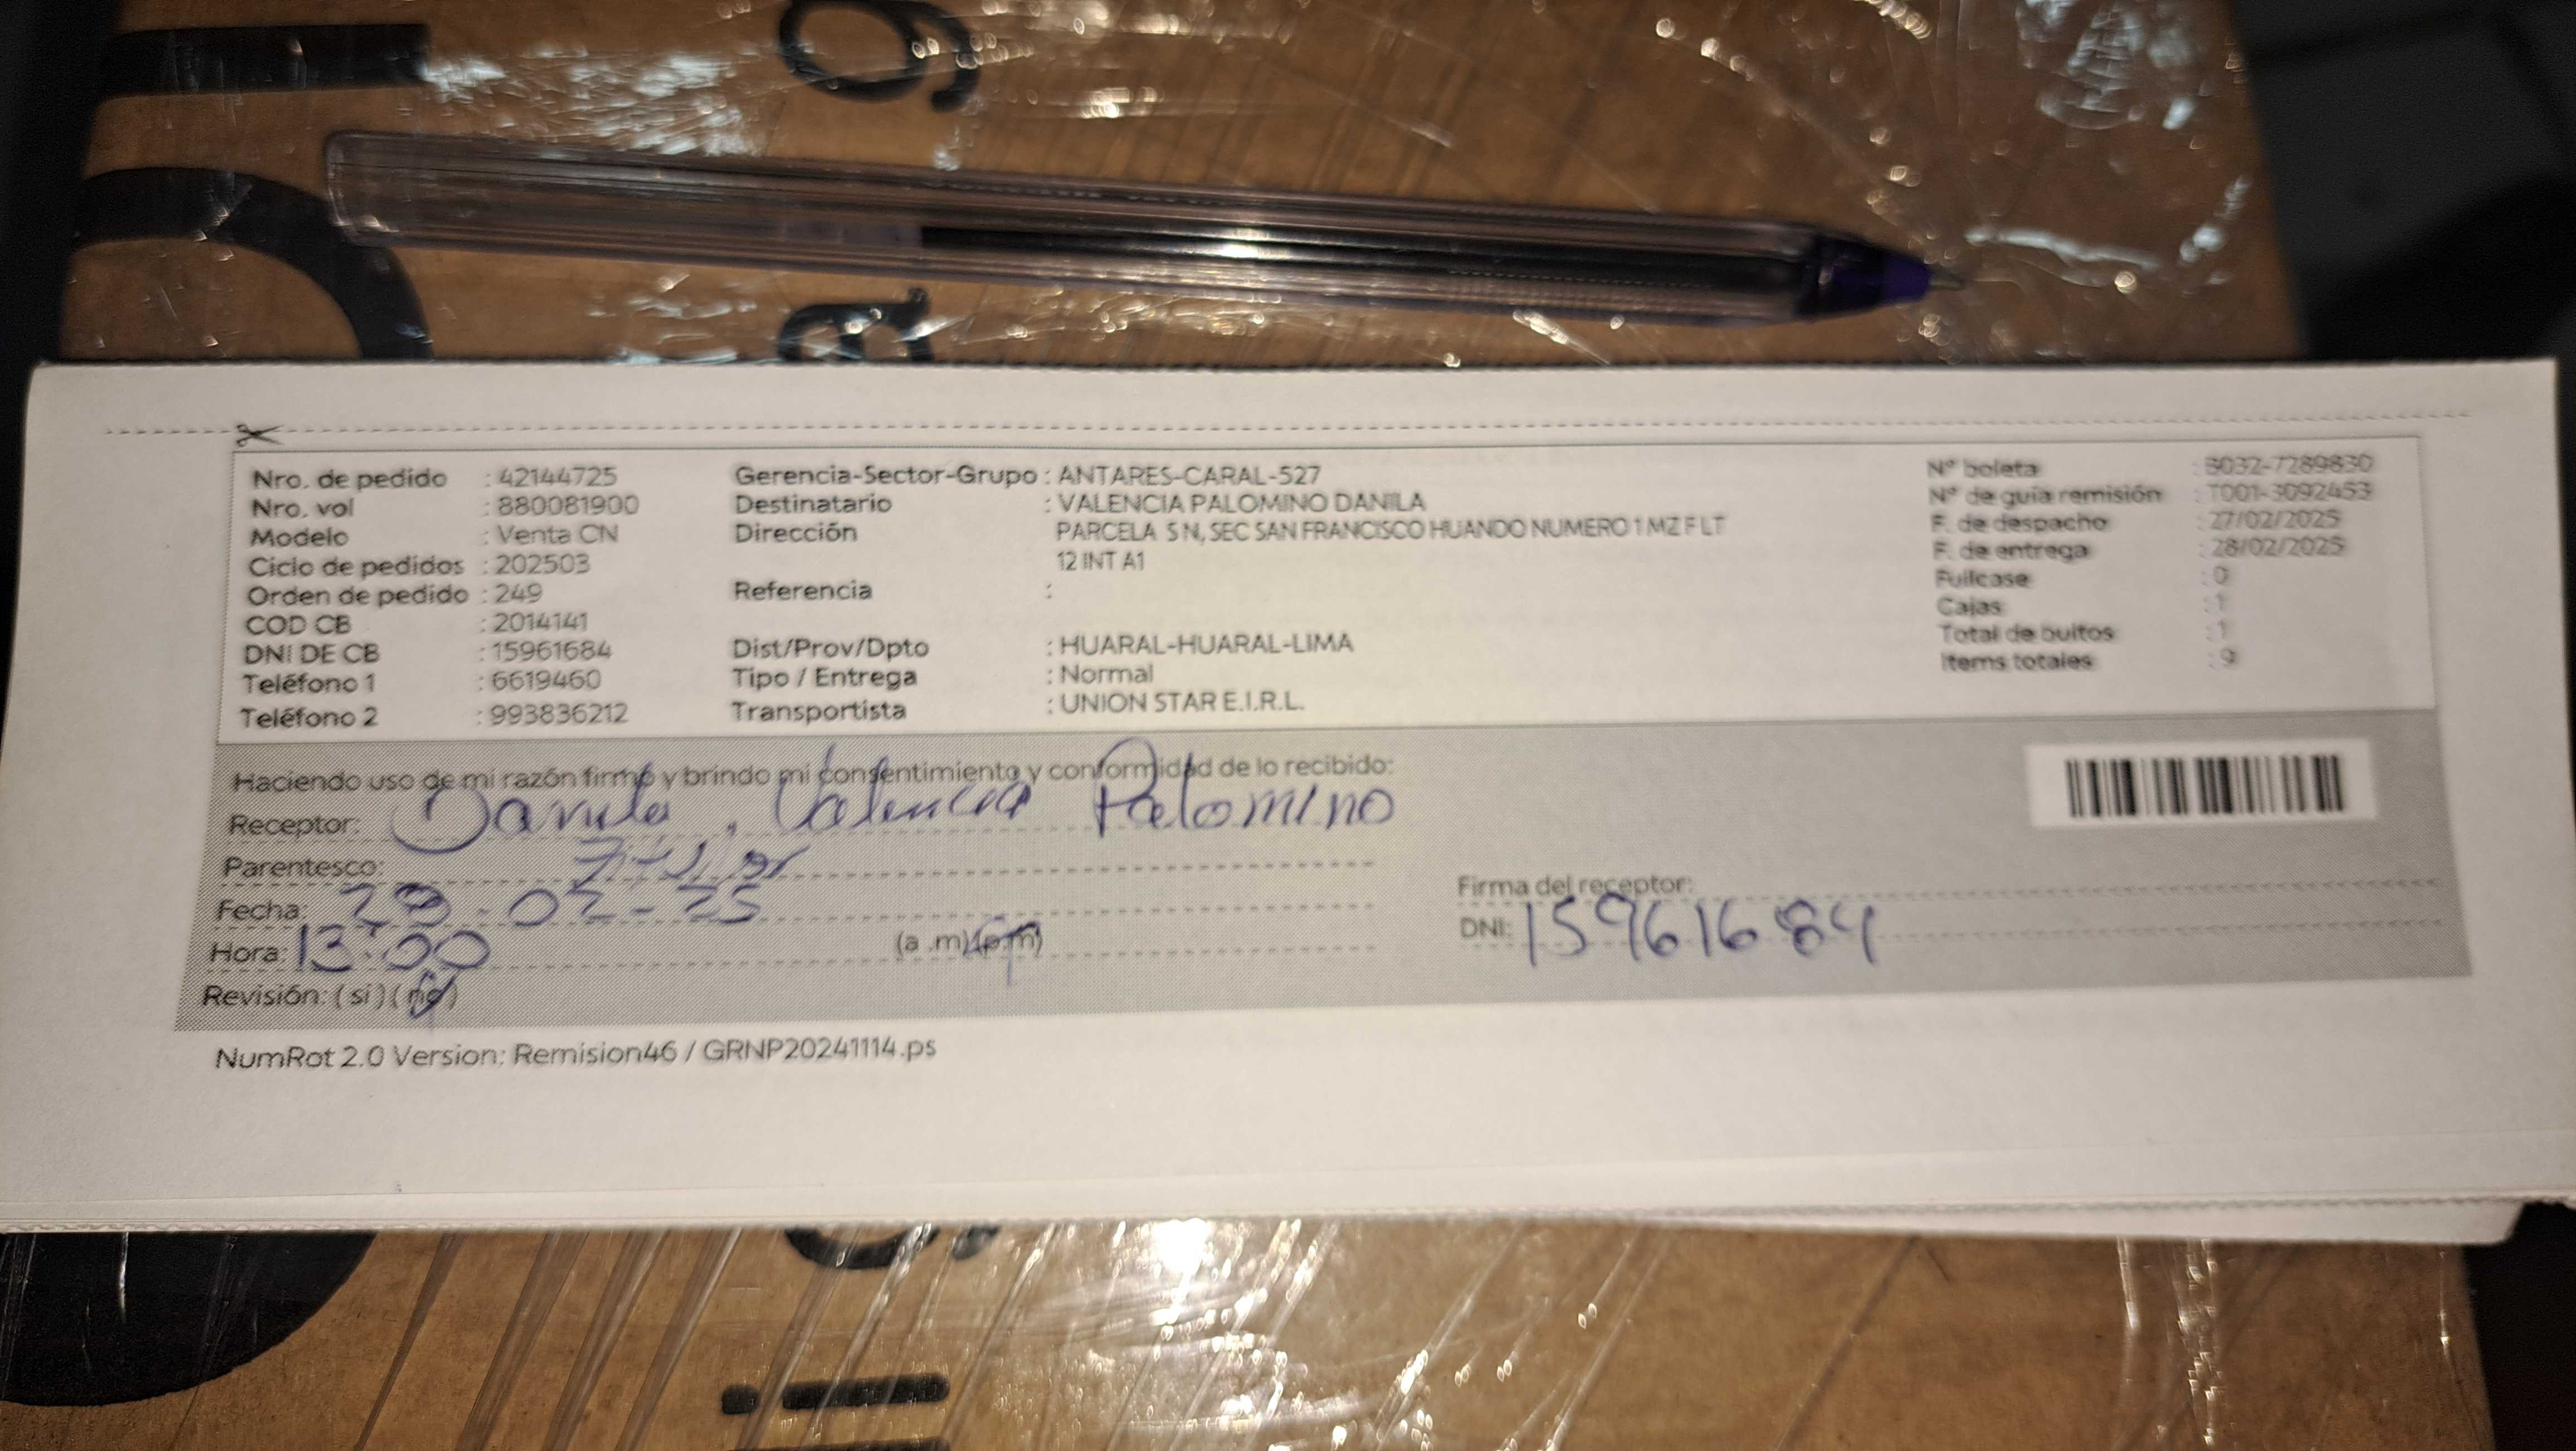 Nro. de pedido : 42144725
Nro. vol : 880081900
Modelo : Venta CN
Ciclo de pedidos : 202503
Orden de pedido : 249
COD CB : 2014141
DNI DE CB : 15961684
Teléfono 1 : 6619460
Teléfono 2 : 993836212
Gerencia-Sector-Grupo : ANTARES-CARAL-527
Destinatario : VALENCIA PALOMINO DANILA
Dirección PARCELA S N, SEC SAN FRANCISCO HUANDO NUMERO 1 MZ F LT
12 INT A1
Referencia :
Dist/Prov/Dpto : HUARAL-HUARAL-LIMA
Tipo / Entrega : Normal
Transportista : UNION STAR E.I.R.L.
N° boleta : B032-7289830
N° de guía remisión : T001-3092453
F. de despacho : 27/02/2025
F. de entrega : 28/02/2025
Fullcase : 0
Cajas : 1
Total de bultos : 1
Items totales : 9
Haciendo uso de mi razón firmo y brindo mi consentimiento y conformidad de lo recibido:
Receptor: Danila Valencia Palomino
Parentesco:
Fecha: 28-02-25
Hora: 13:00 (a .m) (p.m)
Revisión: ( si ) ( no )
Firma del receptor:
DNI: 15961684
NumRot 2.0 Version: Remision46 / GRNP20241114.ps